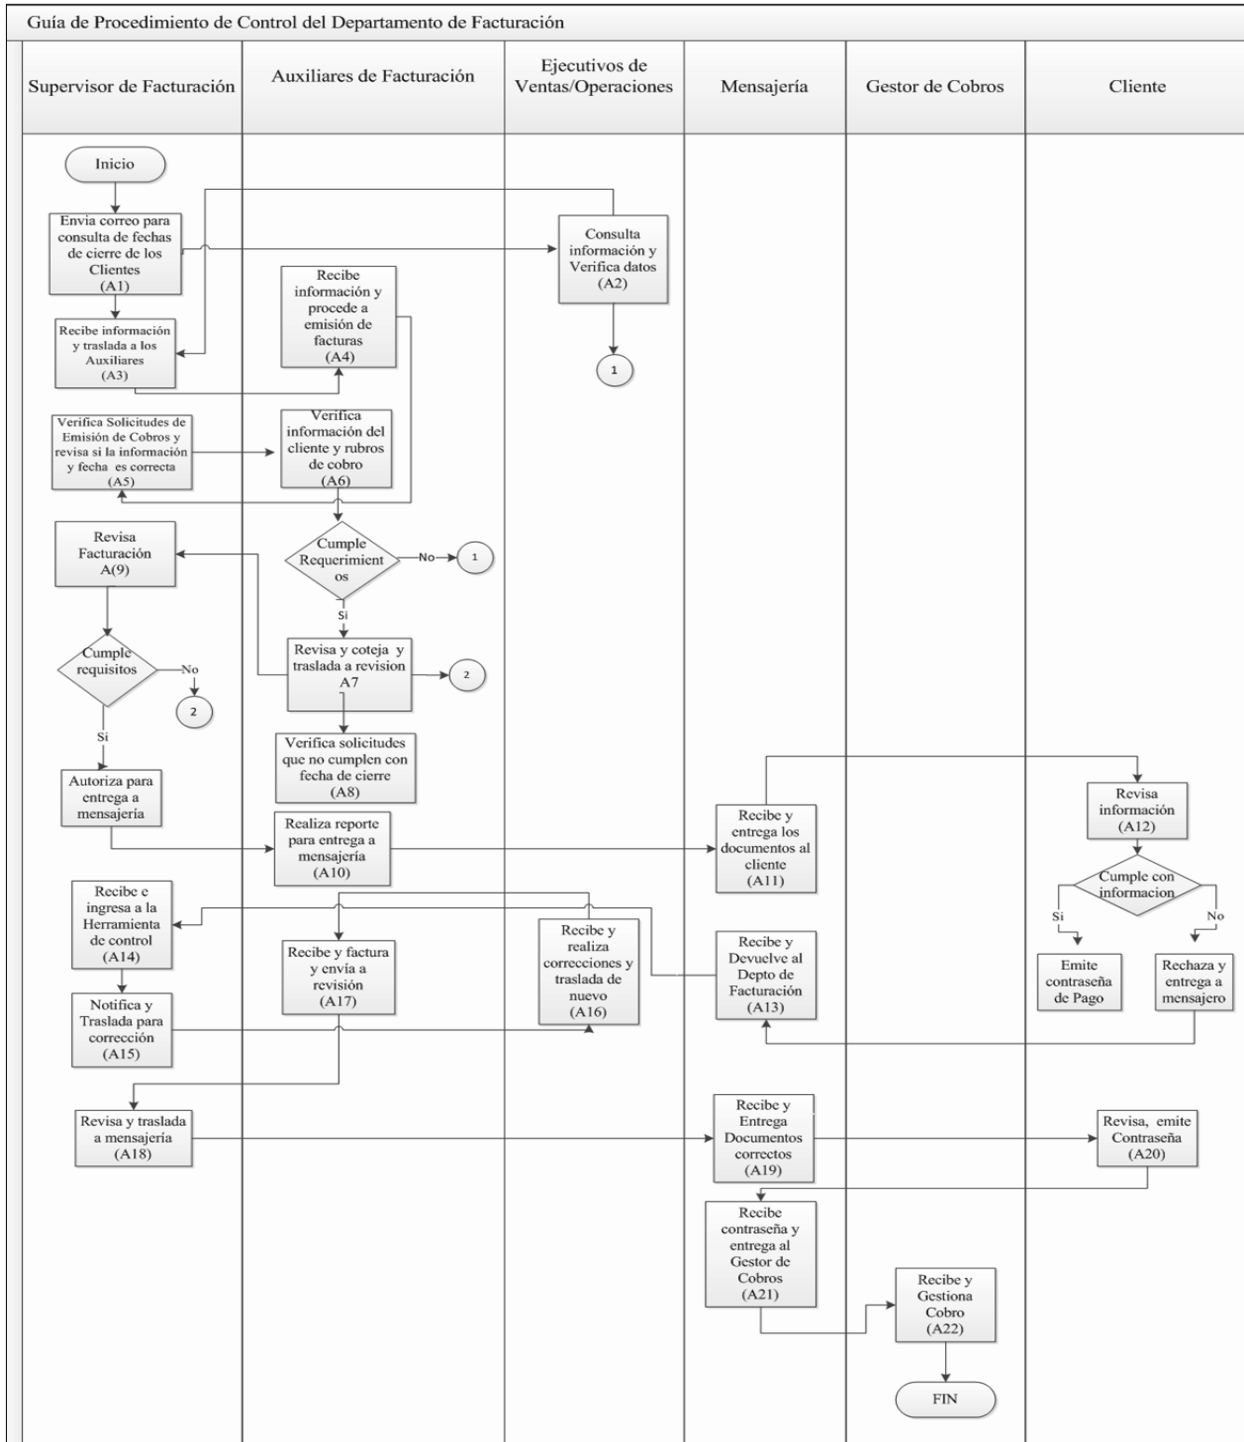 Guía de Procedimiento de Control del Departamento de Facturación
Supervisor de Facturación
Auxiliares de Facturación
Ejecutivos de
Ventas/Operaciones
Mensajería
Gestor de Cobros
Cliente
Inicio
Envia correo para
consulta de fechas
de cierre de los
Clientes
(A1)
Consulta
información y
Verifica datos
(A2)
1
Recibe información
y traslada a los
Auxiliares
(A3)
Recibe
información y
procede a
emisión de
facturas
(A4)
Verifica Solicitudes de
Emisión de Cobros y
revisa si la información
y fecha es correcta
(A5)
Verifica
información del
cliente y rubros
de cobro
(A6)
Cumple
Requerimient
os
No
1
Si
Revisa
Facturación
A(9)
Revisa y coteja y
traslada a revision
A7
2
Cumple
requisitos
No
2
Si
Verifica solicitudes
que no cumplen con
fecha de cierre
(A8)
Autoriza para
entrega a
mensajería
Realiza reporte
para entrega a
mensajería
(A10)
Recibe y
entrega los
documentos al
cliente
(A11)
Revisa
información
(A12)
Cumple con
informacion
Si
No
Emite
contraseña
de Pago
Rechaza y
entrega a
mensajero
Recibe y
Devuelve al
Depto de
Facturación
(A13)
Recibe e
ingresa a la
Herramienta
de control
(A14)
Notifica y
Traslada para
corrección
(A15)
Recibe y
realiza
correcciones y
traslada de
nuevo
(A16)
Recibe y factura
y envía a
revisión
(A17)
Revisa y traslada
a mensajería
(A18)
Recibe y
Entrega
Documentos
correctos
(A19)
Revisa, emite
Contraseña
(A20)
Recibe
contraseña y
entrega al
Gestor de
Cobros
(A21)
Recibe y
Gestiona
Cobro
(A22)
FIN